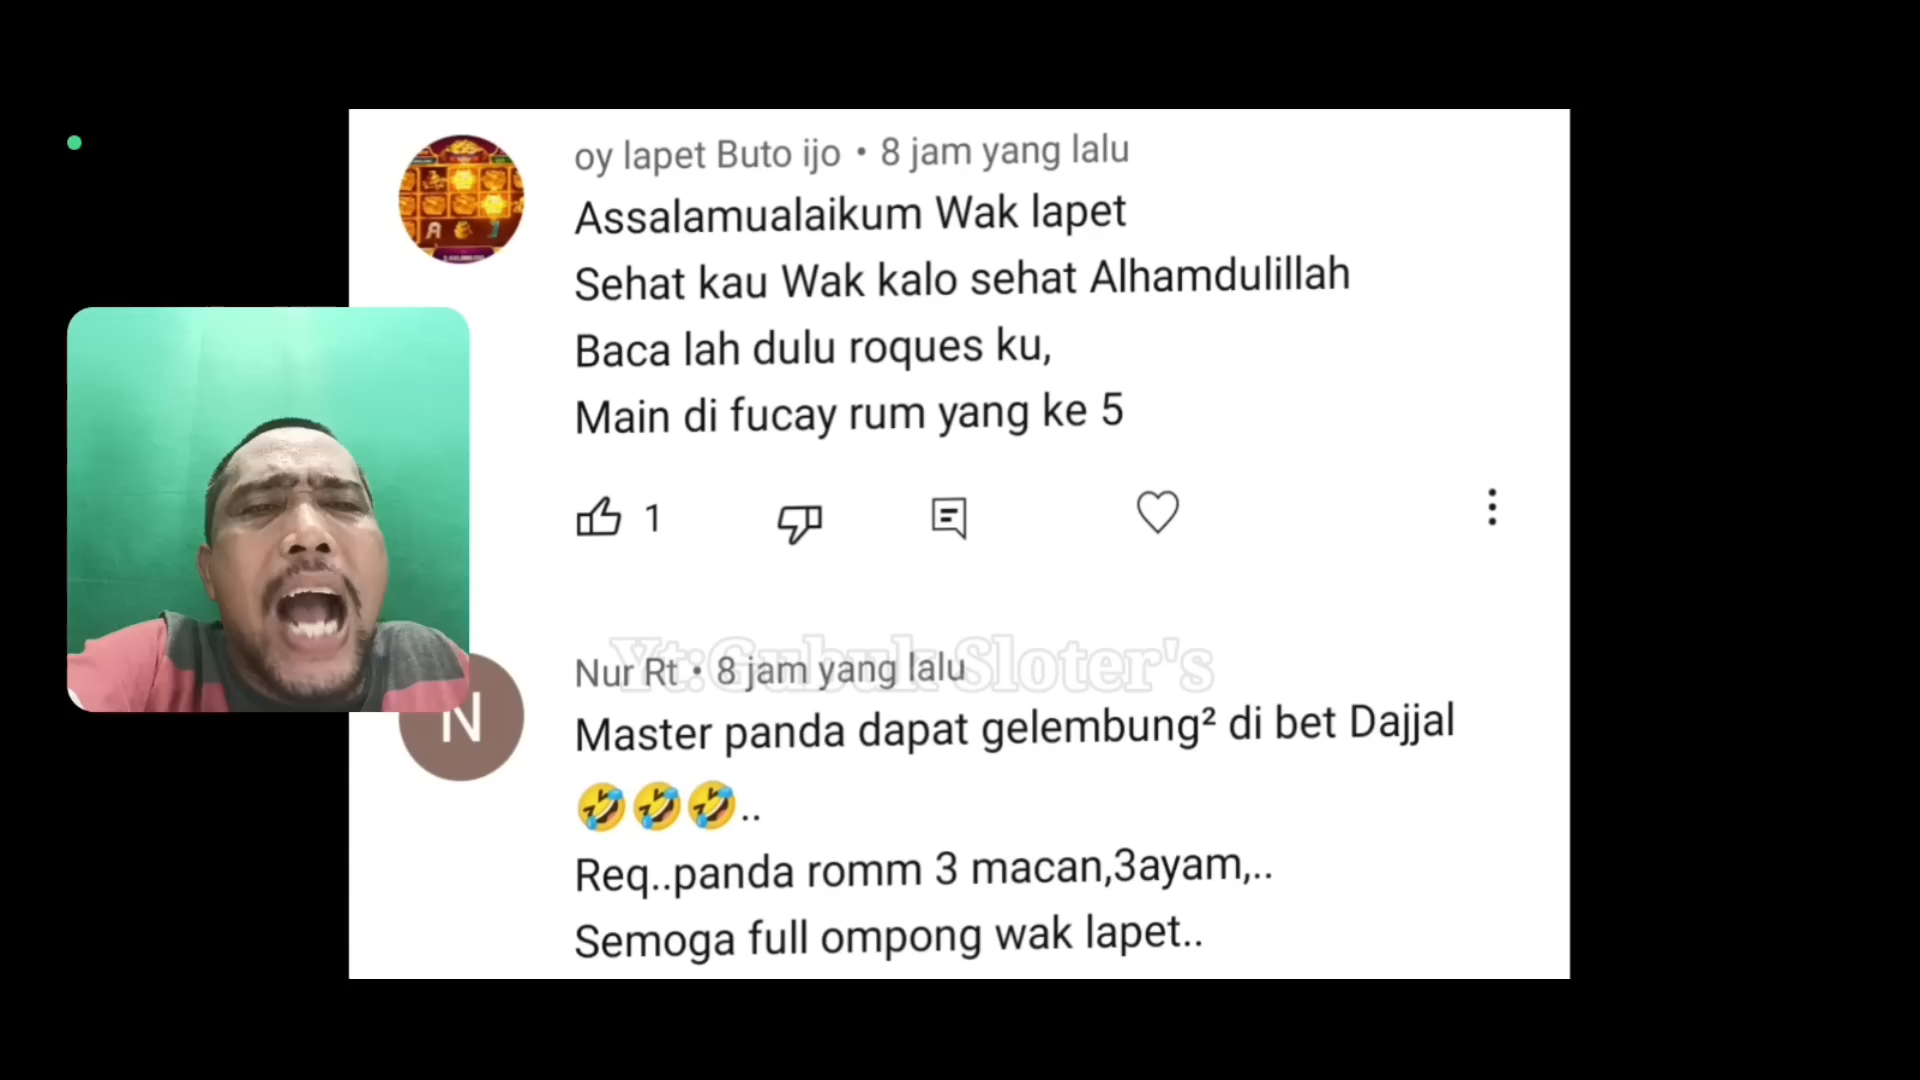 oy lapet Buto ijo • 8 jam yang lalu
Assalamualaikum Wak lapet
Sehat kau Wak kalo sehat Alhamdulillah
Baca lah dulu roques ku,
Main di fucay rum yang ke 5
1
Yt:Gubuk Sloter's
Nur Rt • 8 jam yang lalu
N
Master panda dapat gelembung² di bet Dajjal
🤣🤣🤣..
Req..panda romm 3 macan,3ayam,..
Semoga full ompong wak lapet..